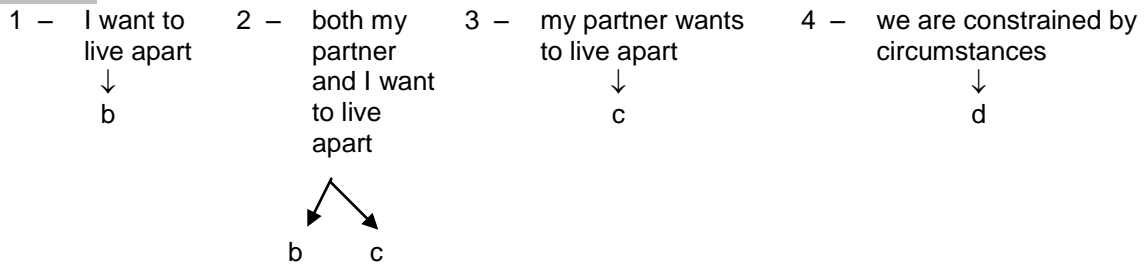 1 – I want to live apart
↓
b
2 – both my partner and I want to live apart
b c
3 – my partner wants to live apart
↓
c
4 – we are constrained by circumstances
↓
d